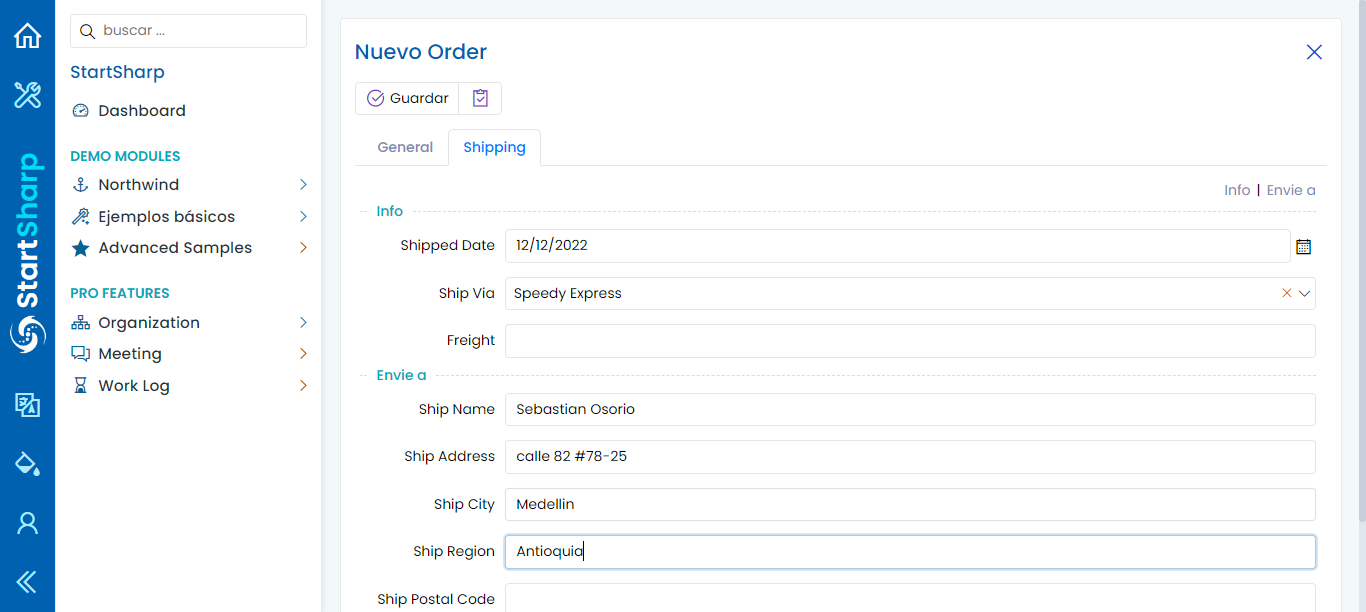 StartSharp
buscar ...
StartSharp
Dashboard
DEMO MODULES
Northwind
Ejemplos básicos
Advanced Samples
PRO FEATURES
Organization
Meeting
Work Log
Nuevo Order
Guardar
General
Shipping
Info | Envie a
Info
Shipped Date 12/12/2022
Ship Via Speedy Express
Freight
Envie a
Ship Name Sebastian Osorio
Ship Address calle 82 #78-25
Ship City Medellin
Ship Region Antioquia
Ship Postal Code